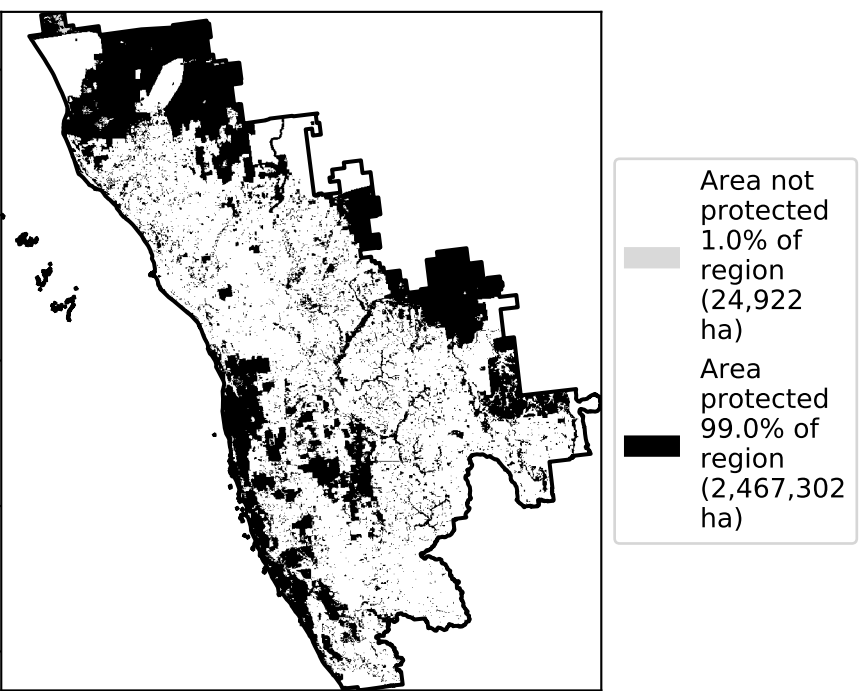 Area not
protected
1.0% of
region
(24,922
ha)
Area
protected
99.0% of
region
(2,467,302
ha)